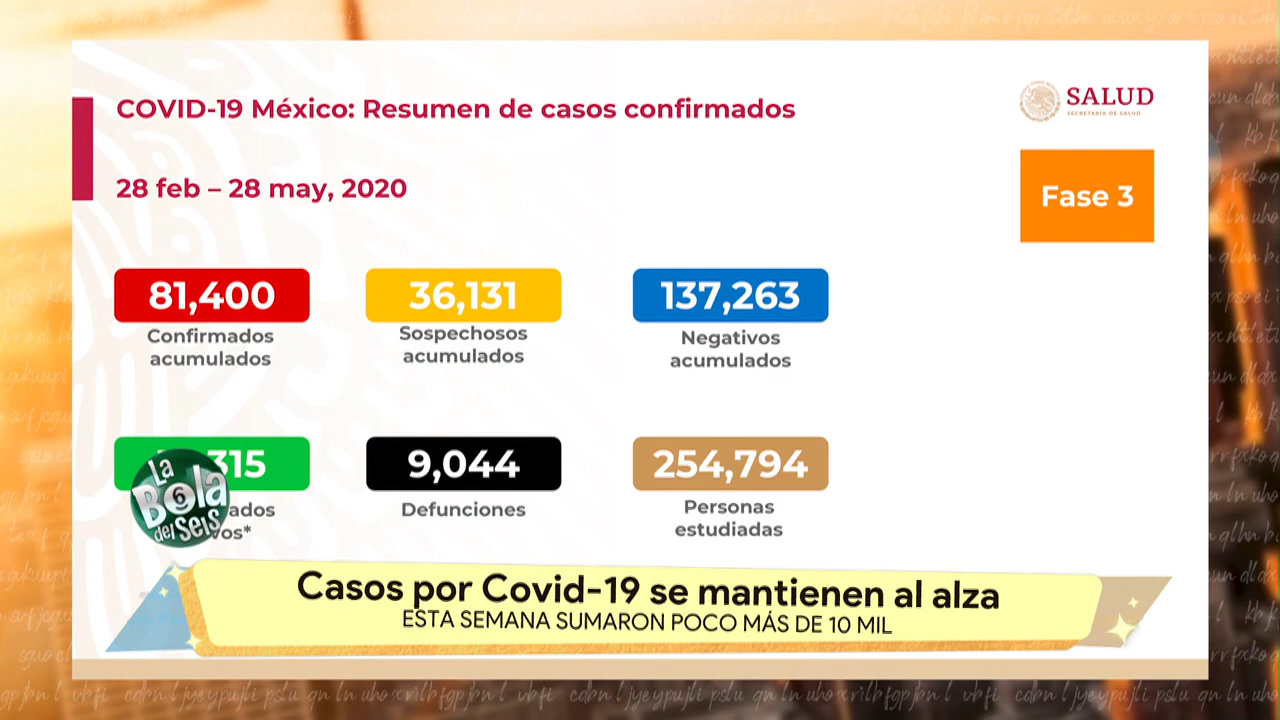 COVID-19 México: Resumen de casos confirmados
SALUD
SECRETARÍA DE SALUD
28 feb – 28 may, 2020
Fase 3
81,400
36,131
137,263
Confirmados
acumulados
Sospechosos
acumulados
Negativos
acumulados
315
9,044
254,794
La
Bola
6
del Seis
ados
vos*
Defunciones
Personas
estudiadas
Casos por Covid-19 se mantienen al alza
ESTA SEMANA SUMARON POCO MÁS DE 10 MIL